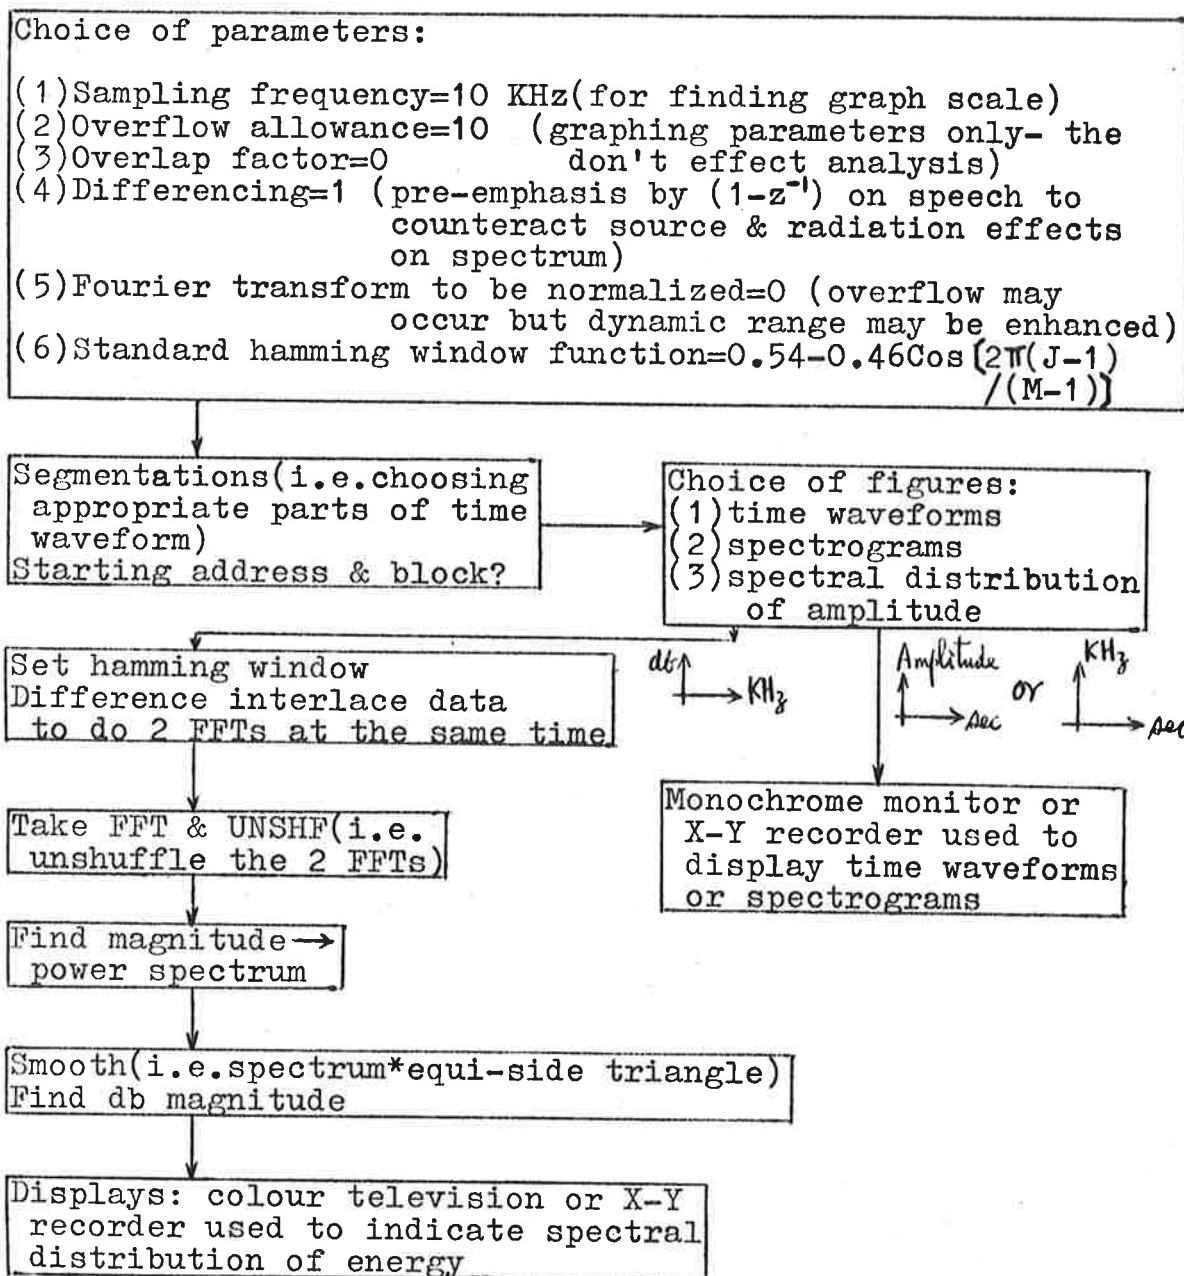 Choice of parameters:
(1)Sampling frequency=10 KHz(for finding graph scale)
(2)Overflow allowance=10 (graphing parameters only- the
(3)Overlap factor=0 don't effect analysis)
(4)Differencing=1 (pre-emphasis by (1-z⁻¹) on speech to
counteract source & radiation effects
on spectrum)
(5)Fourier transform to be normalized=0 (overflow may
occur but dynamic range may be enhanced)
(6)Standard hamming window function=0.54-0.46Cos[2π(J-1)
/(M-1)]
Segmentations(i.e.choosing
appropriate parts of time
waveform)
Starting address & block?
Choice of figures:
(1)time waveforms
(2)spectrograms
(3)spectral distribution
of amplitude
db
KHz
Amplitude
sec
or
KHz
sec
Set hamming window
Difference interlace data
to do 2 FFTs at the same time
Monochrome monitor or
X-Y recorder used to
display time waveforms
or spectrograms
Take FFT & UNSHF(i.e.
unshuffle the 2 FFTs)
Find magnitude→
power spectrum
Smooth(i.e.spectrum*equi-side triangle)
Find db magnitude
Displays: colour television or X-Y
recorder used to indicate spectral
distribution of energy